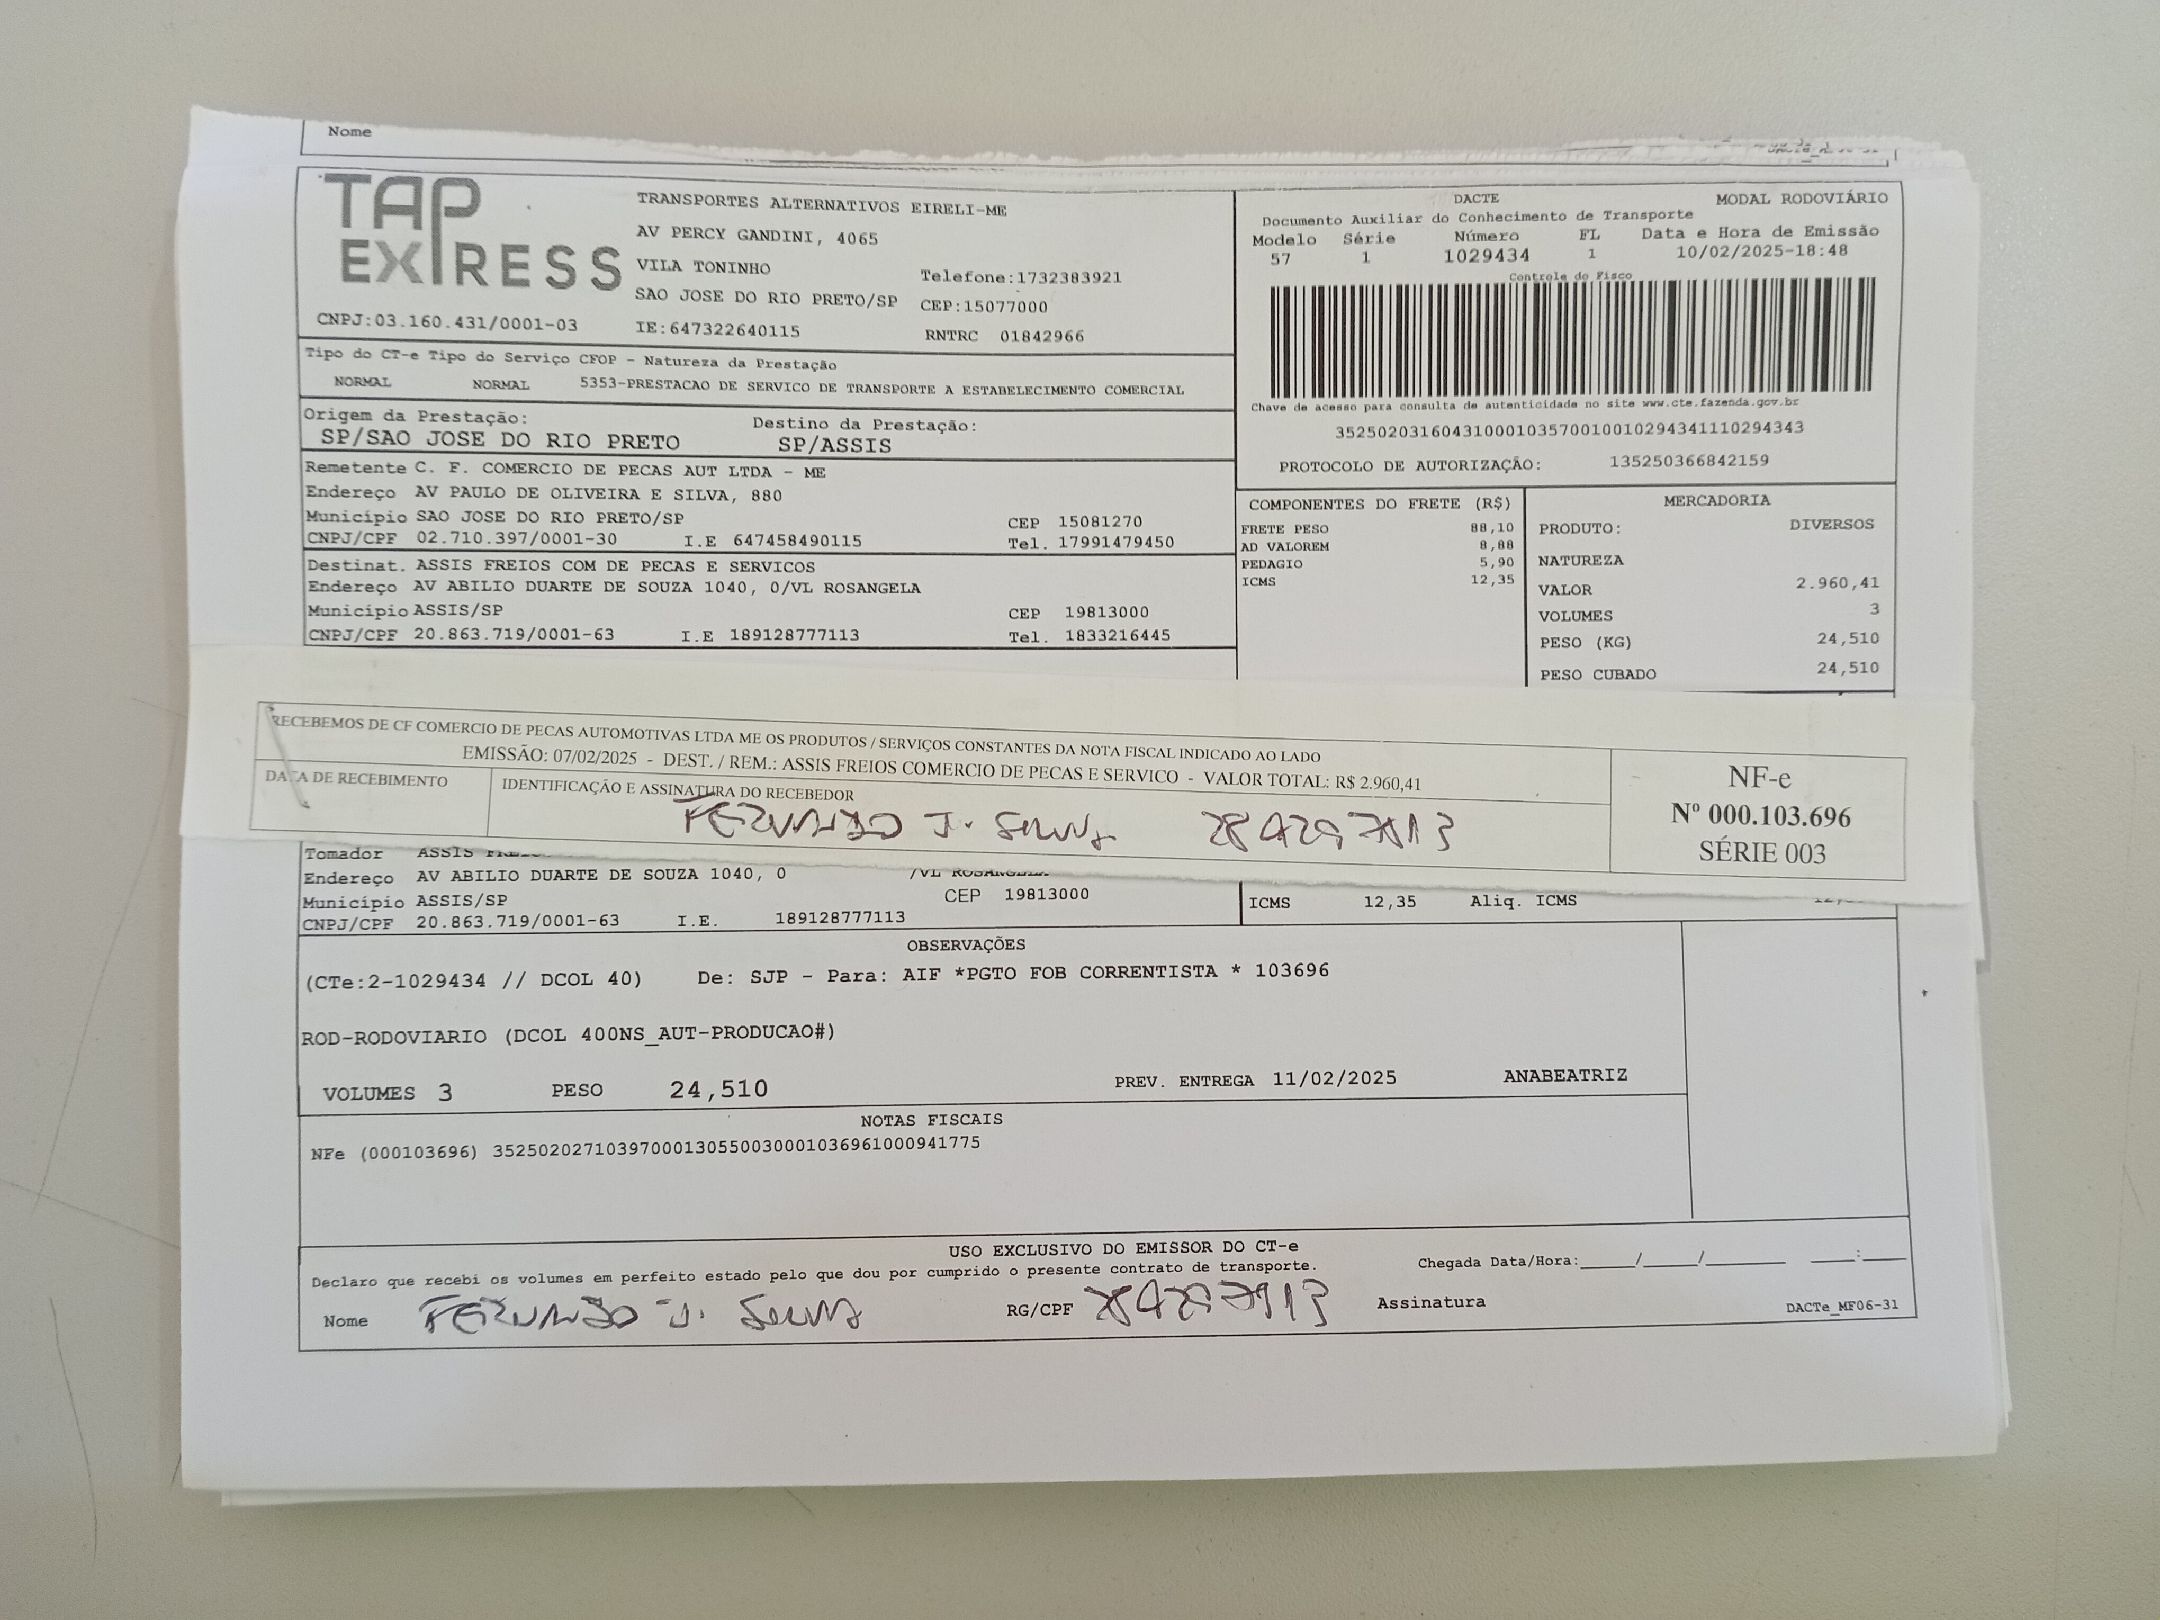 Nome
TAP EXPRESS
TRANSPORTES ALTERNATIVOS EIRELI-ME
AV PERCY GANDINI, 4065
VILA TONINHO
Telefone:1732383921
SAO JOSE DO RIO PRETO/SP CEP:15077000
CNPJ:03.160.431/0001-03 IE:647322640115 RNTRC 01842966
DACTE MODAL RODOVIÁRIO
Documento Auxiliar do Conhecimento de Transporte
Modelo Série Número FL Data e Hora de Emissão
57 1 1029434 1 10/02/2025-18:48
Controle do Fisco
Chave de acesso para consulta de autenticidade no site www.cte.fazenda.gov.br
35250203160431000103570010010294341110294343
PROTOCOLO DE AUTORIZAÇÃO: 135250366842159
Tipo do CT-e Tipo do Serviço CFOP - Natureza da Prestação
NORMAL NORMAL 5353-PRESTACAO DE SERVICO DE TRANSPORTE A ESTABELECIMENTO COMERCIAL
Origem da Prestação: Destino da Prestação:
SP/SAO JOSE DO RIO PRETO SP/ASSIS
Remetente C. F. COMERCIO DE PECAS AUT LTDA - ME
Endereço AV PAULO DE OLIVEIRA E SILVA, 880
Município SAO JOSE DO RIO PRETO/SP CEP 15081270
CNPJ/CPF 02.710.397/0001-30 I.E 647458490115 Tel. 17991479450
Destinat. ASSIS FREIOS COM DE PECAS E SERVICOS
Endereço AV ABILIO DUARTE DE SOUZA 1040, 0/VL ROSANGELA
Município ASSIS/SP CEP 19813000
CNPJ/CPF 20.863.719/0001-63 I.E 189128777113 Tel. 1833216445
COMPONENTES DO FRETE (R$)
FRETE PESO 88,10
AD VALOREM 8,88
PEDAGIO 5,90
ICMS 12,35
MERCADORIA
PRODUTO: DIVERSOS
NATUREZA
VALOR 2.960,41
VOLUMES 3
PESO (KG) 24,510
PESO CUBADO 24,510
RECEBEMOS DE CF COMERCIO DE PECAS AUTOMOTIVAS LTDA ME OS PRODUTOS / SERVIÇOS CONSTANTES DA NOTA FISCAL INDICADO AO LADO
EMISSÃO: 07/02/2025 - DEST. / REM.: ASSIS FREIOS COMERCIO DE PECAS E SERVICO - VALOR TOTAL: R$ 2.960,41
DATA DE RECEBIMENTO IDENTIFICAÇÃO E ASSINATURA DO RECEBEDOR
FERNANDO J. Souza
NF-e
Nº 000.103.696
SÉRIE 003
Tomador ASSIS
Endereço AV ABILIO DUARTE DE SOUZA 1040, 0 /VL ROSANGELA
Município ASSIS/SP CEP 19813000
CNPJ/CPF 20.863.719/0001-63 I.E. 189128777113
ICMS 12,35 Aliq. ICMS
OBSERVAÇÕES
(CTe:2-1029434 // DCOL 40) De: SJP - Para: AIF *PGTO FOB CORRENTISTA * 103696
ROD-RODOVIARIO (DCOL 400NS_AUT-PRODUCAO#)
VOLUMES 3 PESO 24,510 PREV. ENTREGA 11/02/2025 ANABEATRIZ
NOTAS FISCAIS
NFe (000103696) 35250202710397000130550030001036961000941775
USO EXCLUSIVO DO EMISSOR DO CT-e
Declaro que recebi os volumes em perfeito estado pelo que dou por cumprido o presente contrato de transporte. Chegada Data/Hora:____/____/______ ____:____
Nome FERNANDO J. Souza RG/CPF Assinatura DACTe_MF06-31